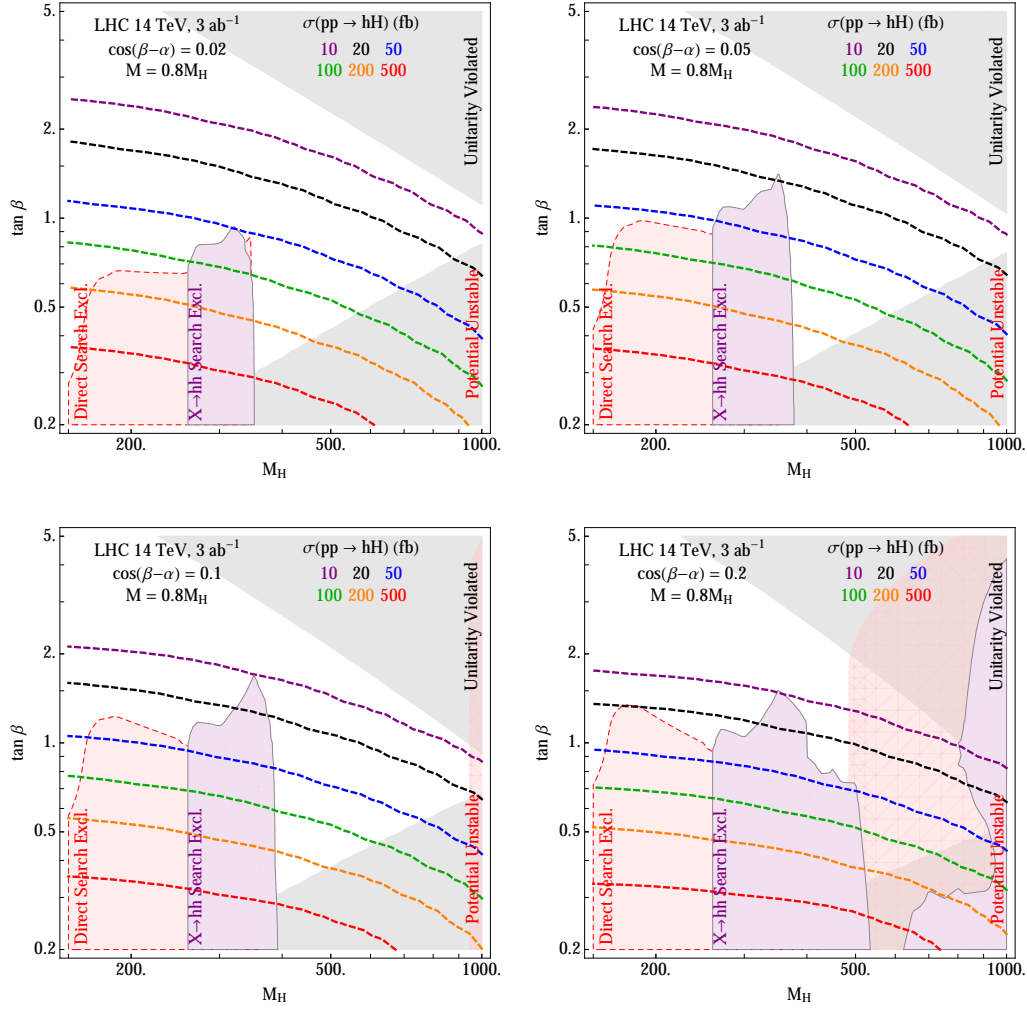 LHC 14 TeV, 3 ab⁻¹
cos(β−α) = 0.02
M = 0.8M_H
σ(pp → hH) (fb)
10 20 50
100 200 500
Unitarity Violated
Potential Unstable
Direct Search Excl.
X→hh Search Excl.
tan β
5.
2.
1.
0.5
0.2
200.
500.
1000.
M_H
LHC 14 TeV, 3 ab⁻¹
cos(β−α) = 0.05
M = 0.8M_H
σ(pp → hH) (fb)
10 20 50
100 200 500
Unitarity Violated
Potential Unstable
Direct Search Excl.
X→hh Search Excl.
tan β
5.
2.
1.
0.5
0.2
200.
500.
1000.
M_H
LHC 14 TeV, 3 ab⁻¹
cos(β−α) = 0.1
M = 0.8M_H
σ(pp → hH) (fb)
10 20 50
100 200 500
Unitarity Violated
Potential Unstable
Direct Search Excl.
X→hh Search Excl.
tan β
5.
2.
1.
0.5
0.2
200.
500.
1000.
M_H
LHC 14 TeV, 3 ab⁻¹
cos(β−α) = 0.2
M = 0.8M_H
σ(pp → hH) (fb)
10 20 50
100 200 500
Unitarity Violated
Potential Unstable
Direct Search Excl.
X→hh Search Excl.
tan β
5.
2.
1.
0.5
0.2
200.
500.
1000.
M_H